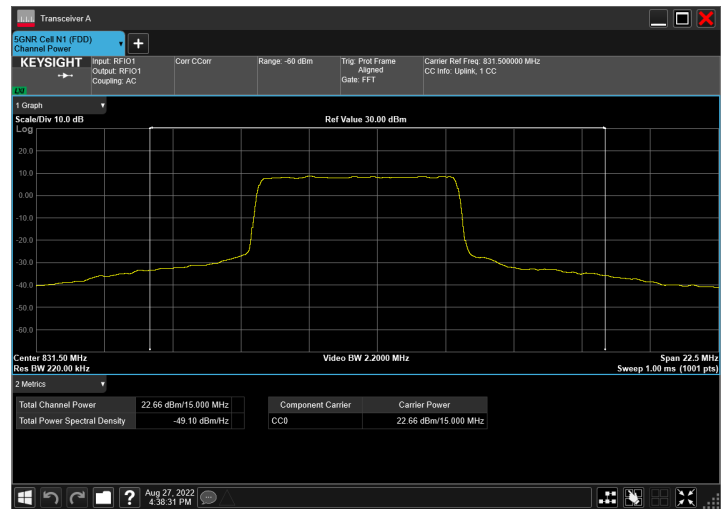 Transceiver A
5GNR Cell N1 (FDD)
Channel Power
KEYSIGHT
LXI
Input: RFIO1
Output: RFIO1
Coupling: AC
Corr CCorr
Range: -60 dBm
Trig: Prot Frame
Aligned
Gate: FFT
Carrier Ref Freq: 831.500000 MHz
CC Info: Uplink, 1 CC
1 Graph
Scale/Div 10.0 dB
Ref Value 30.00 dBm
Log
20.0
10.0
0.00
-10.0
-20.0
-30.0
-40.0
-50.0
-60.0
Center 831.50 MHz
Video BW 2.2000 MHz
Span 22.5 MHz
Res BW 220.00 kHz
Sweep 1.00 ms (1001 pts)
2 Metrics
Total Channel Power 22.66 dBm/15.000 MHz
Total Power Spectral Density -49.10 dBm/Hz
Component Carrier Carrier Power
CC0 22.66 dBm/15.000 MHz
?
Aug 27, 2022
4:38:31 PM